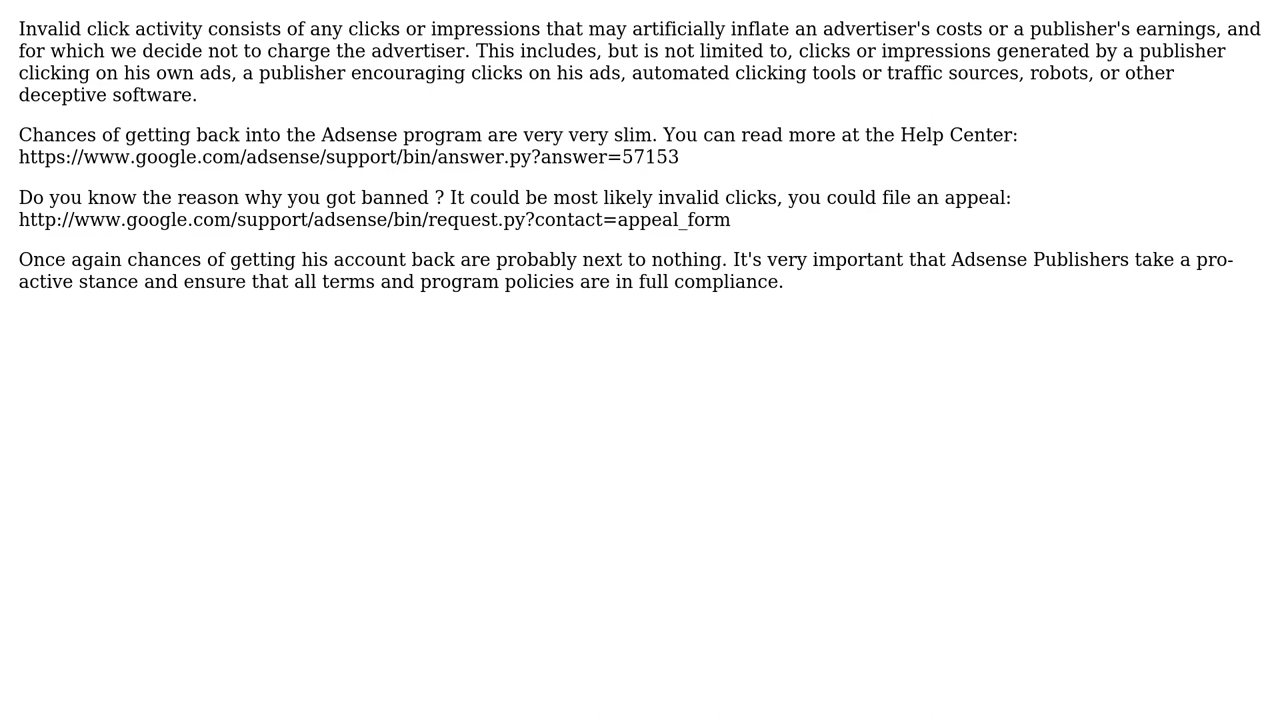 Invalid click activity consists of any clicks or impressions that may artificially inflate an advertiser's costs or a publisher's earnings, and
for which we decide not to charge the advertiser. This includes, but is not limited to, clicks or impressions generated by a publisher
clicking on his own ads, a publisher encouraging clicks on his ads, automated clicking tools or traffic sources, robots, or other
deceptive software.
Chances of getting back into the Adsense program are very very slim. You can read more at the Help Center:
https://www.google.com/adsense/support/bin/answer.py?answer=57153
Do you know the reason why you got banned ? It could be most likely invalid clicks, you could file an appeal:
http://www.google.com/support/adsense/bin/request.py?contact=appeal_form
Once again chances of getting his account back are probably next to nothing. It's very important that Adsense Publishers take a pro-
active stance and ensure that all terms and program policies are in full compliance.